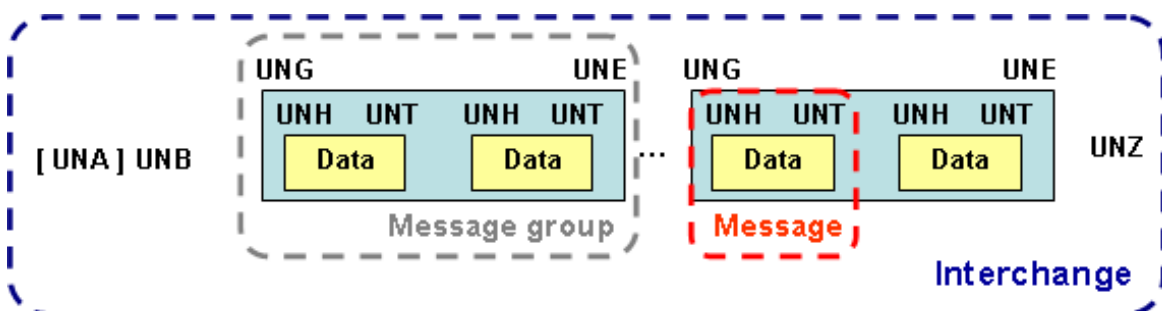 UNG UNE UNG UNE
UNH UNT UNH UNT UNH UNT UNH UNT
[UNA] UNB Data Data ... Data Data UNZ
Message group Message
Interchange